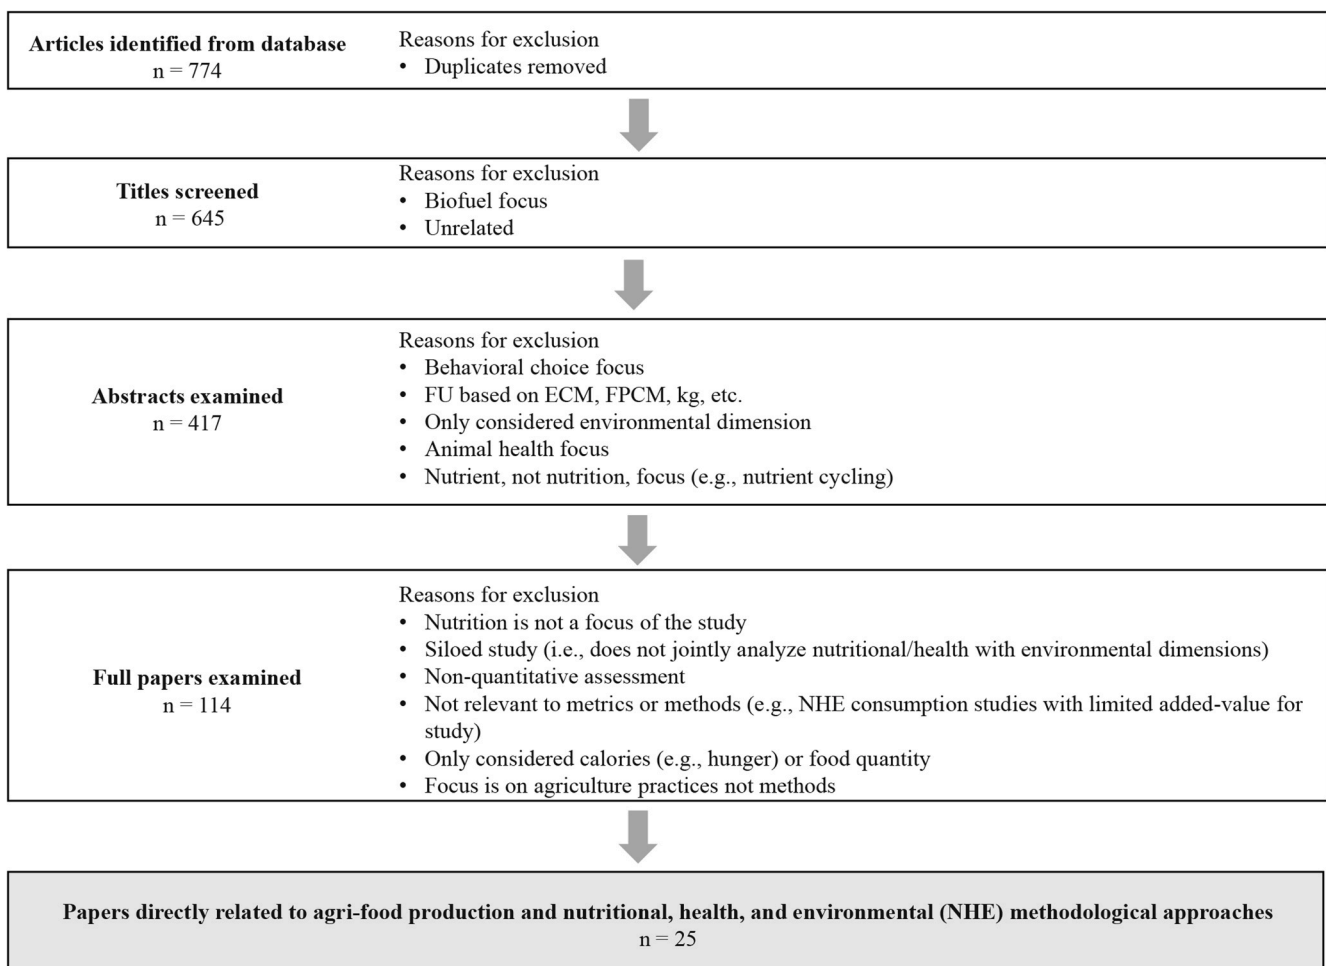 Articles identified from database
n = 774
Reasons for exclusion
• Duplicates removed
Titles screened
n = 645
Reasons for exclusion
• Biofuel focus
• Unrelated
Abstracts examined
n = 417
Reasons for exclusion
• Behavioral choice focus
• FU based on ECM, FPCM, kg, etc.
• Only considered environmental dimension
• Animal health focus
• Nutrient, not nutrition, focus (e.g., nutrient cycling)
Full papers examined
n = 114
Reasons for exclusion
• Nutrition is not a focus of the study
• Siloed study (i.e., does not jointly analyze nutritional/health with environmental dimensions)
• Non-quantitative assessment
• Not relevant to metrics or methods (e.g., NHE consumption studies with limited added-value for
study)
• Only considered calories (e.g., hunger) or food quantity
• Focus is on agriculture practices not methods
Papers directly related to agri-food production and nutritional, health, and environmental (NHE) methodological approaches
n = 25